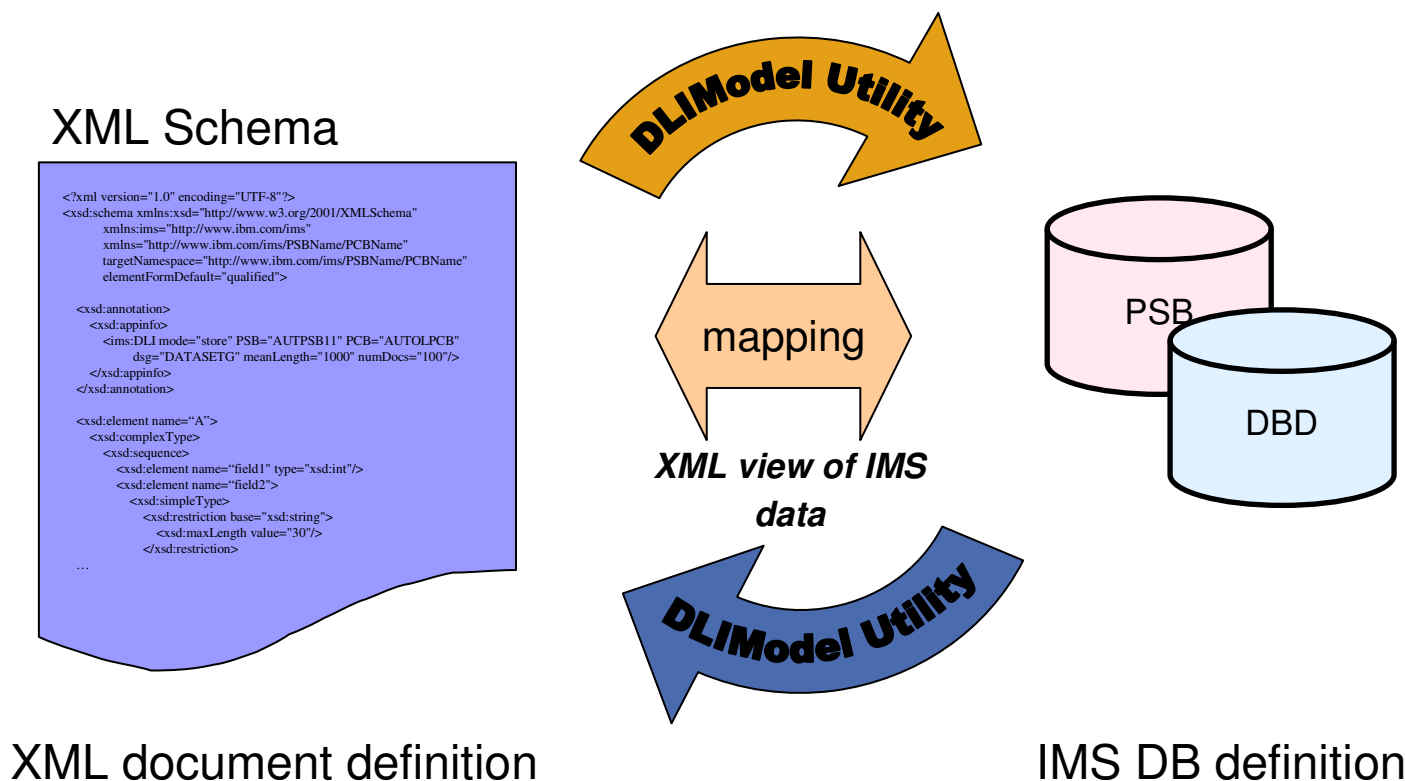 XML Schema
<?xml version="1.0" encoding="UTF-8"?>
<xsd:schema xmlns:xsd="http://www.w3.org/2001/XMLSchema"
xmlns:ims="http://www.ibm.com/ims"
xmlns="http://www.ibm.com/ims/PSBName/PCBName"
targetNamespace="http://www.ibm.com/ims/PSBName/PCBName"
elementFormDefault="qualified">
<xsd:annotation>
<xsd:appinfo>
<ims:DLI mode="store" PSB="AUTPSB11" PCB="AUTOLPCB"
dsg="DATASETG" meanLength="1000" numDocs="100"/>
</xsd:appinfo>
</xsd:annotation>
<xsd:element name=“A”>
<xsd:complexType>
<xsd:sequence>
<xsd:element name=“field1" type="xsd:int"/>
<xsd:element name=“field2">
<xsd:simpleType>
<xsd:restriction base="xsd:string">
<xsd:maxLength value="30"/>
</xsd:restriction>
…
XML document definition
DLIModel Utility
mapping
XML view of IMS
data
DLIModel Utility
PSB
DBD
IMS DB definition